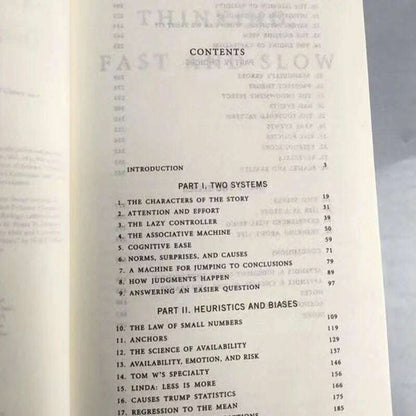 CONTENTS
INTRODUCTION 3
PART I. TWO SYSTEMS
1. THE CHARACTERS OF THE STORY 19
2. ATTENTION AND EFFORT 31
3. THE LAZY CONTROLLER 39
4. THE ASSOCIATIVE MACHINE 50
5. COGNITIVE EASE 59
6. NORMS, SURPRISES, AND CAUSES 71
7. A MACHINE FOR JUMPING TO CONCLUSIONS 79
8. HOW JUDGMENTS HAPPEN 89
9. ANSWERING AN EASIER QUESTION 97
PART II. HEURISTICS AND BIASES
10. THE LAW OF SMALL NUMBERS 109
11. ANCHORS 119
12. THE SCIENCE OF AVAILABILITY 129
13. AVAILABILITY, EMOTION, AND RISK 137
14. TOM W'S SPECIALTY 146
15. LINDA: LESS IS MORE 156
16. CAUSES TRUMP STATISTICS 166
17. REGRESSION TO THE MEAN 175
185